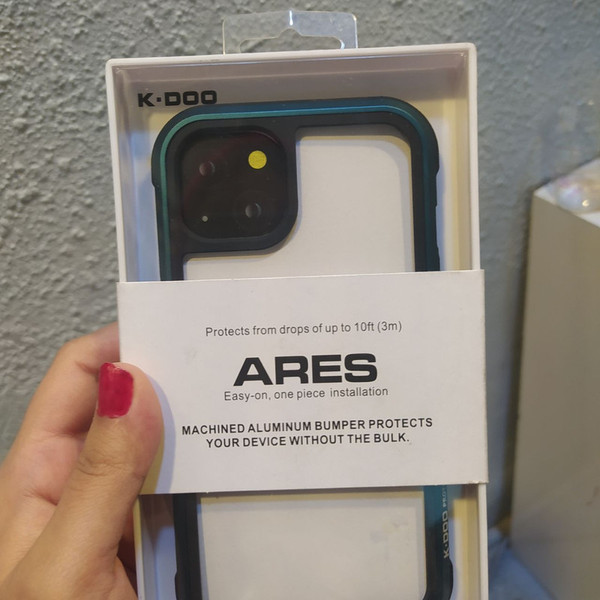 K·DOO
Protects from drops of up to 10ft (3m)
ARES
Easy-on, one piece installation
MACHINED ALUMINUM BUMPER PROTECTS
YOUR DEVICE WITHOUT THE BULK.
K·DOO